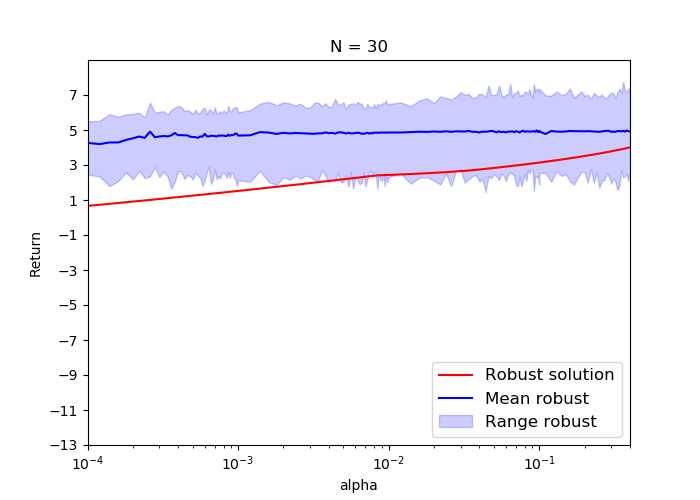 N = 30
Return
7
5
3
1
−1
−3
−5
−7
−9
−11
−13
10⁻⁴
10⁻³
10⁻²
10⁻¹
alpha
Robust solution
Mean robust
Range robust